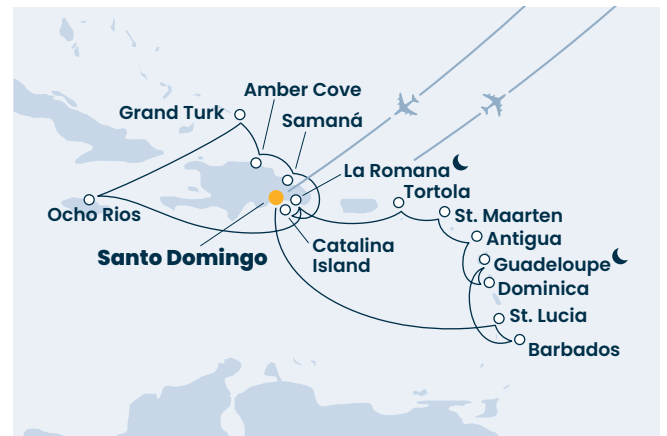 Amber Cove
Grand Turk
Samaná
La Romana
Tortola
Ocho Rios
St. Maarten
Antigua
Santo Domingo
Catalina
Island
Guadeloupe
Dominica
St. Lucia
Barbados